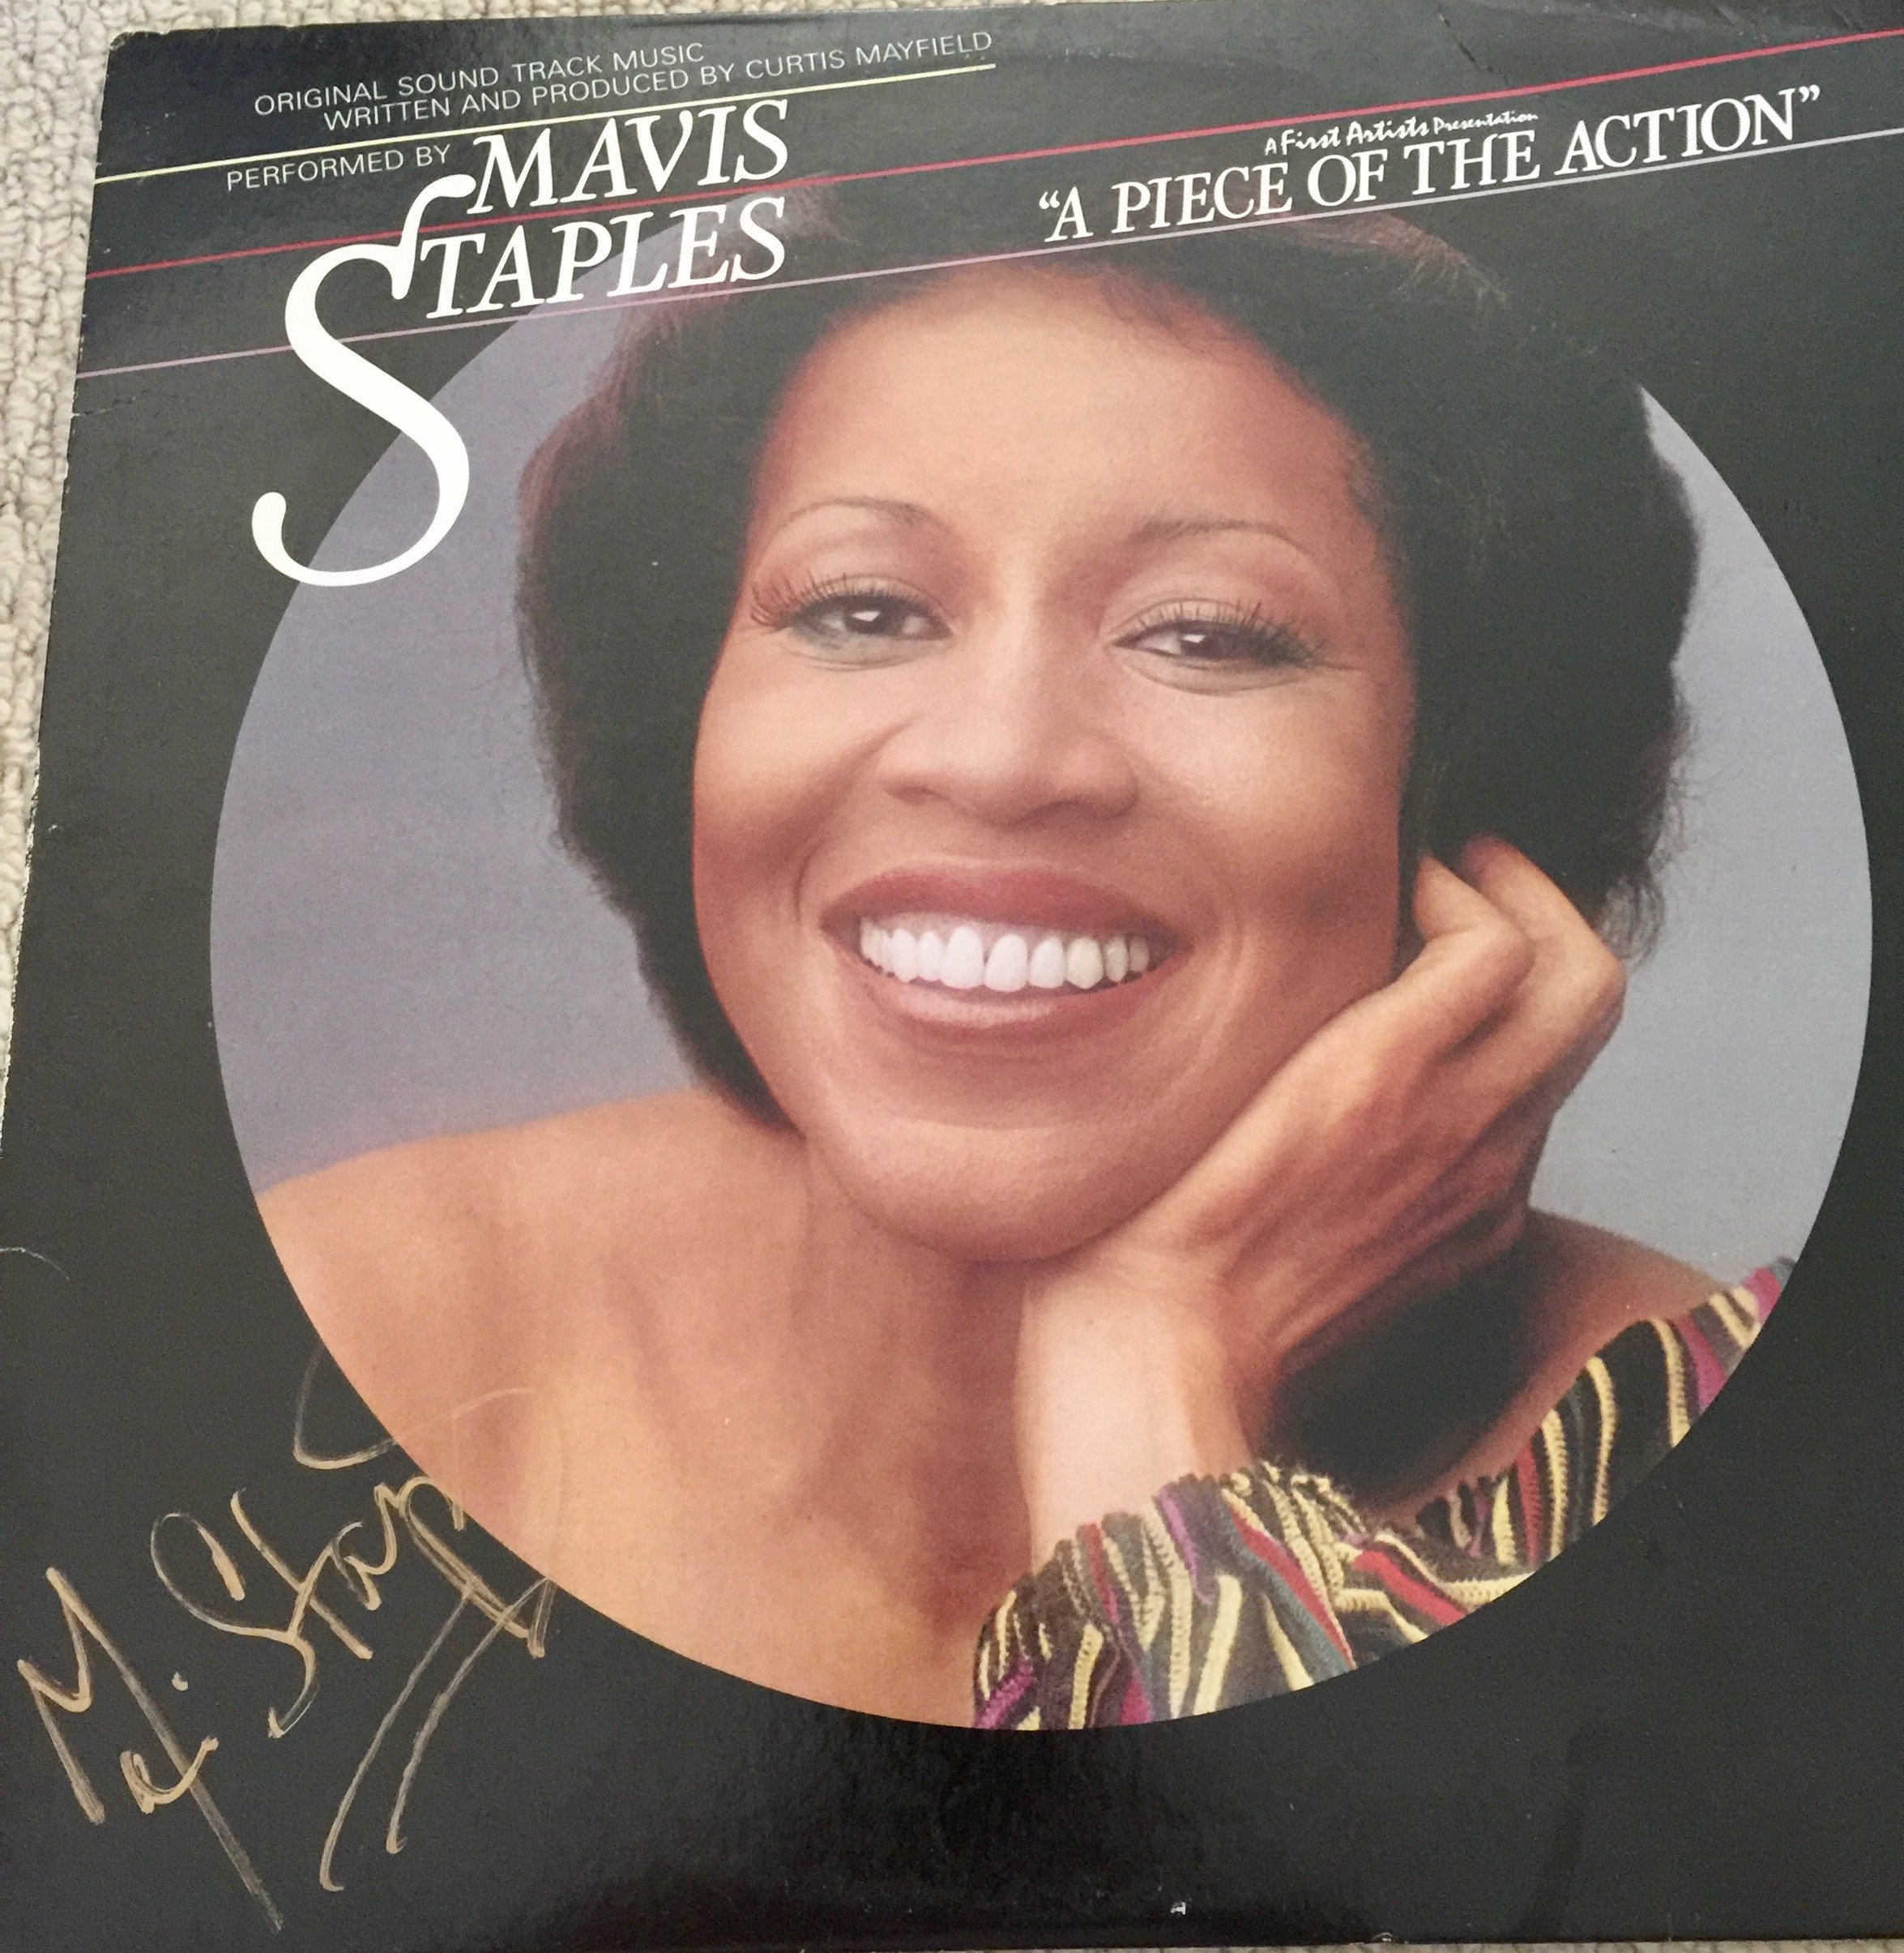 ORIGINAL SOUND TRACK MUSIC
WRITTEN AND PRODUCED BY CURTIS MAYFIELD
PERFORMED BY MAVIS
STAPLES
A First Artists Presentation
“A PIECE OF THE ACTION”
M. Staples